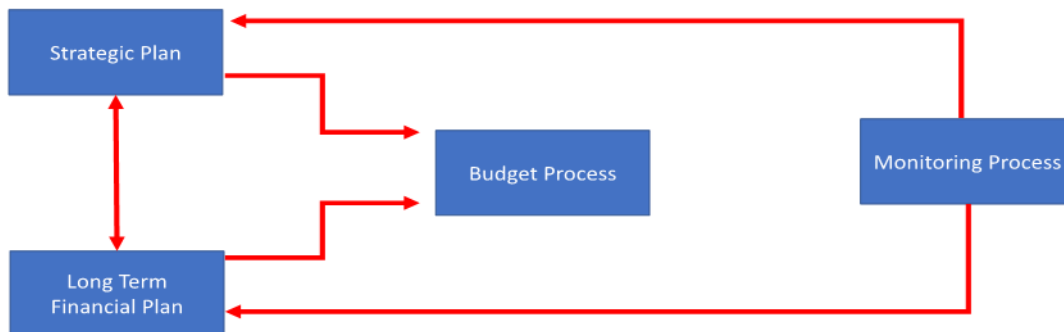 Strategic Plan
Budget Process
Monitoring Process
Long Term
Financial Plan